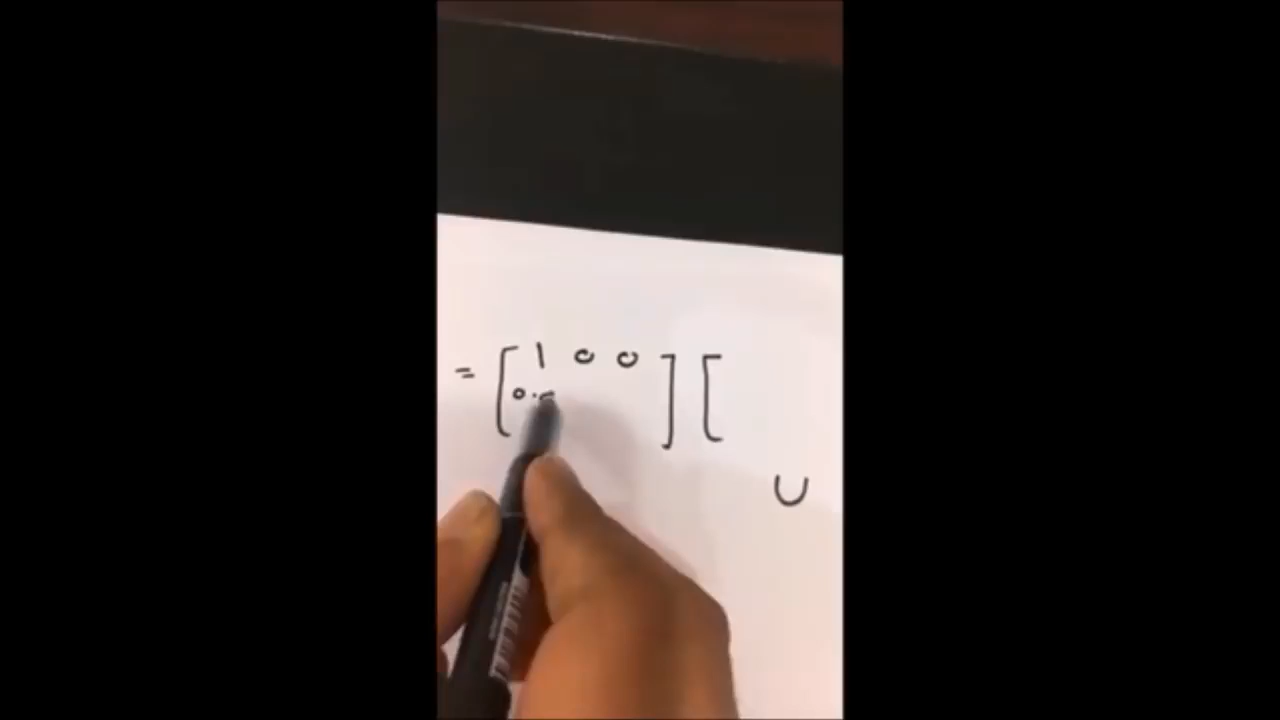 = [ 1 0 0 ] [
0.
U